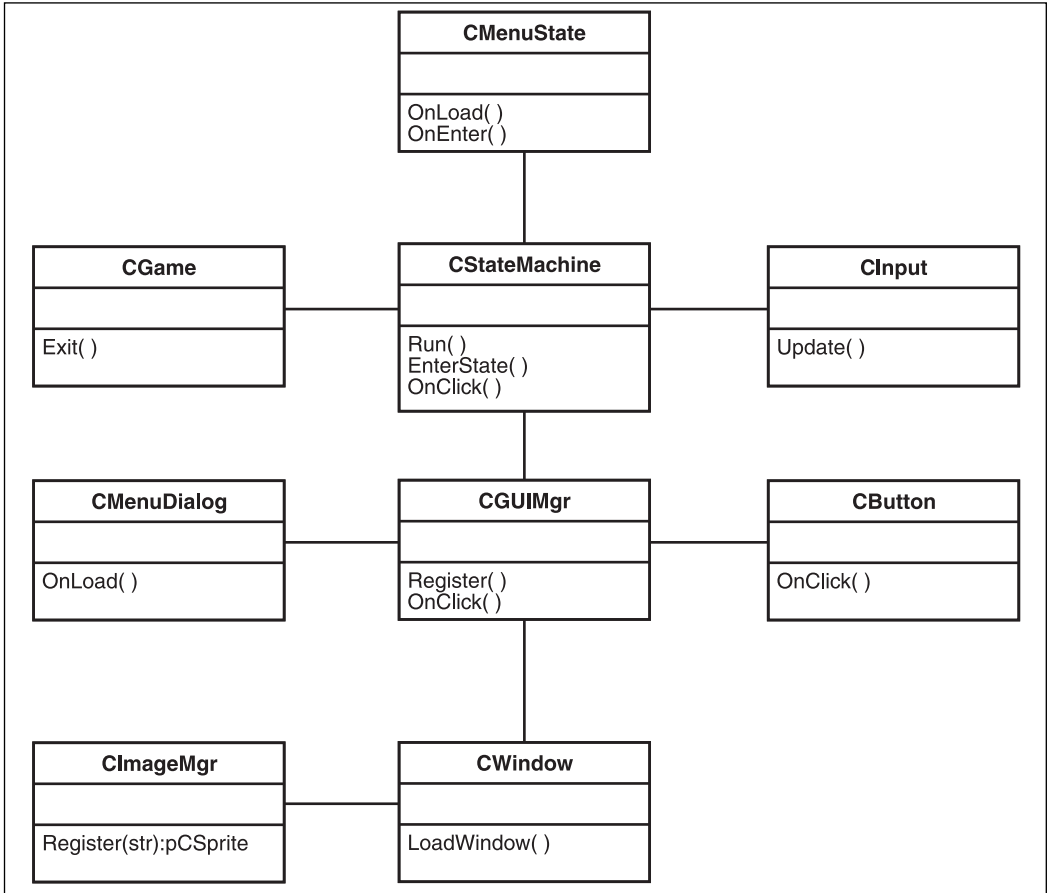 CMenuState
OnLoad( )
OnEnter( )
CGame
Exit( )
CStateMachine
Run( )
EnterState( )
OnClick( )
CInput
Update( )
CMenuDialog
OnLoad( )
CGUIMgr
Register( )
OnClick( )
CButton
OnClick( )
CImageMgr
Register(str):pCSprite
CWindow
LoadWindow( )